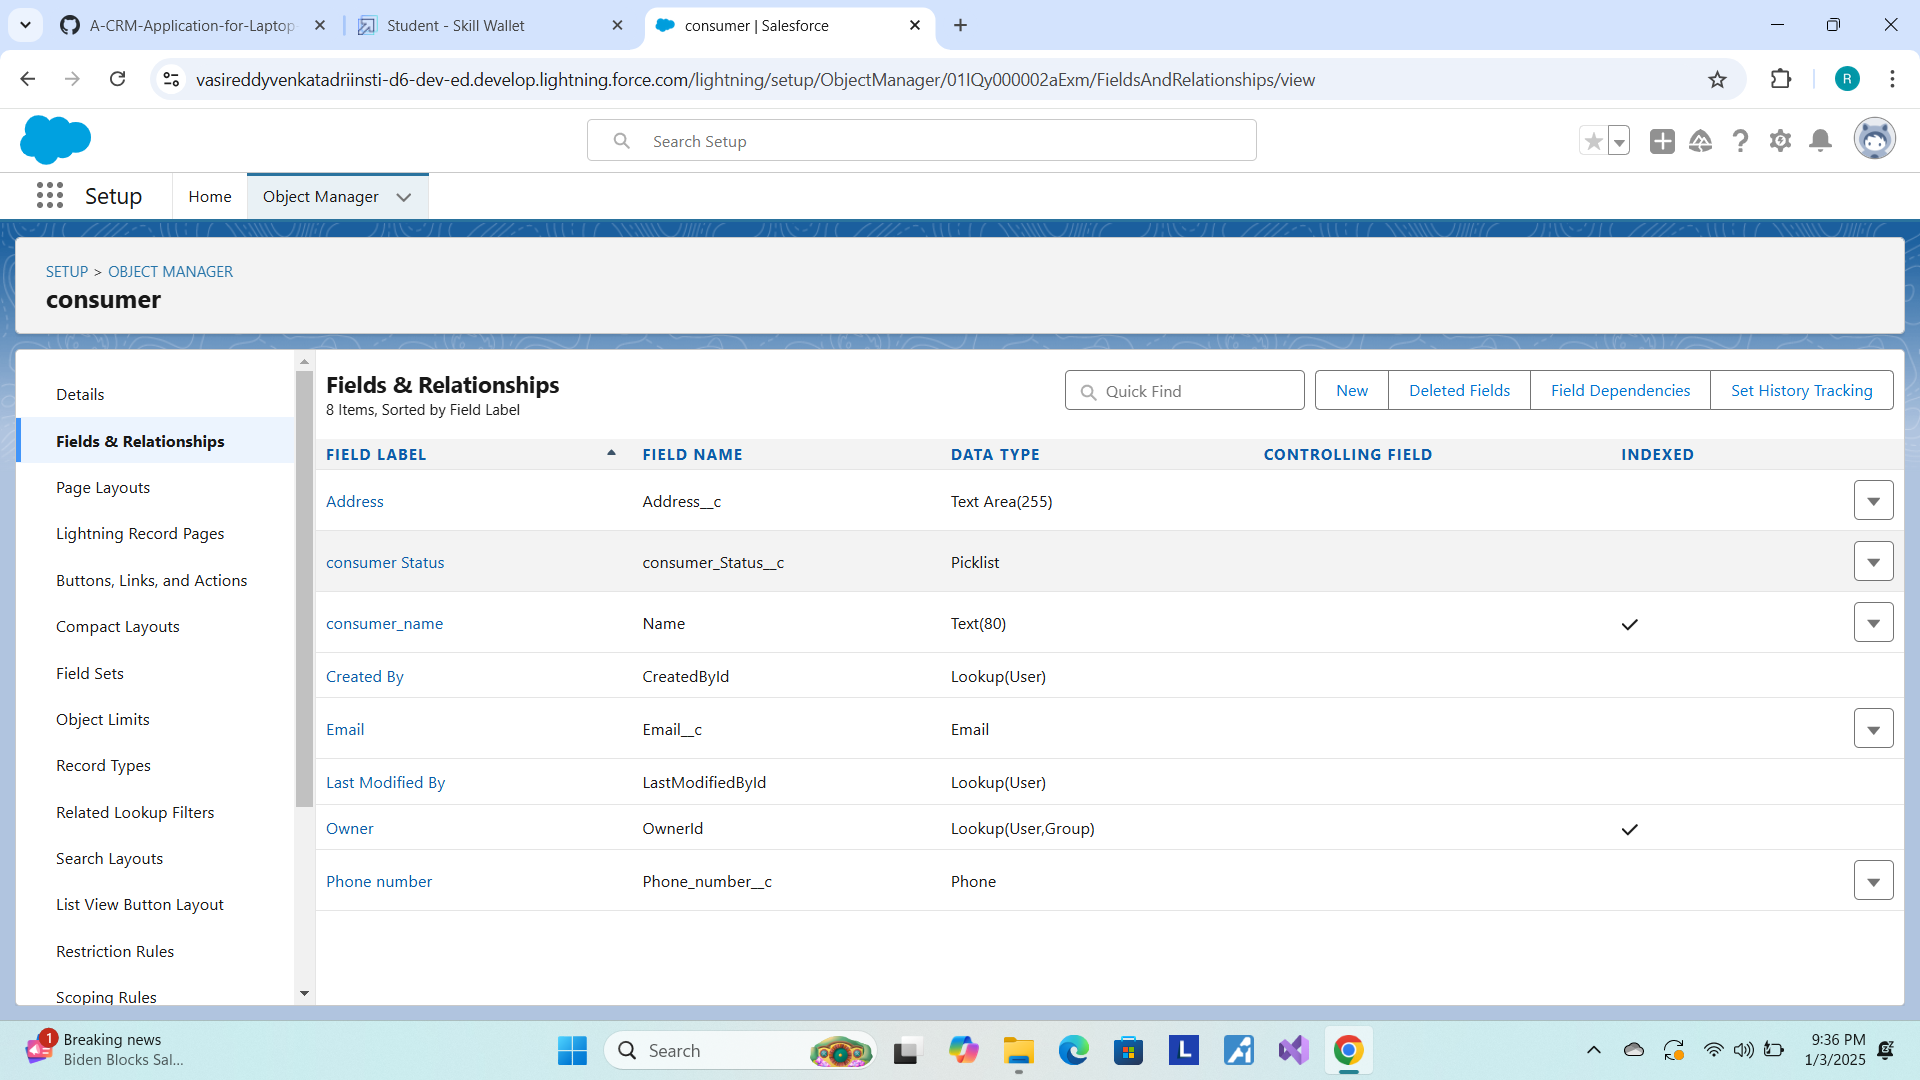 A-CRM-Application-for-Laptop-
Student - Skill Wallet
consumer | Salesforce
vasireddyvenkatadriinsti-d6-dev-ed.develop.lightning.force.com/lightning/setup/ObjectManager/01IQy000002aExm/FieldsAndRelationships/view
R
Search Setup
Setup
Home
Object Manager
SETUP > OBJECT MANAGER
consumer
Details
Fields & Relationships
Page Layouts
Lightning Record Pages
Buttons, Links, and Actions
Compact Layouts
Field Sets
Object Limits
Record Types
Related Lookup Filters
Search Layouts
List View Button Layout
Restriction Rules
Scoping Rules
Fields & Relationships
8 Items, Sorted by Field Label
Quick Find
New
Deleted Fields
Field Dependencies
Set History Tracking
FIELD LABEL FIELD NAME DATA TYPE CONTROLLING FIELD INDEXED
Address Address__c Text Area(255)
consumer Status consumer_Status__c Picklist
consumer_name Name Text(80)
Created By CreatedById Lookup(User)
Email Email__c Email
Last Modified By LastModifiedById Lookup(User)
Owner OwnerId Lookup(User,Group)
Phone number Phone_number__c Phone
1
Breaking news
Biden Blocks Sal...
Search
L
9:36 PM
1/3/2025